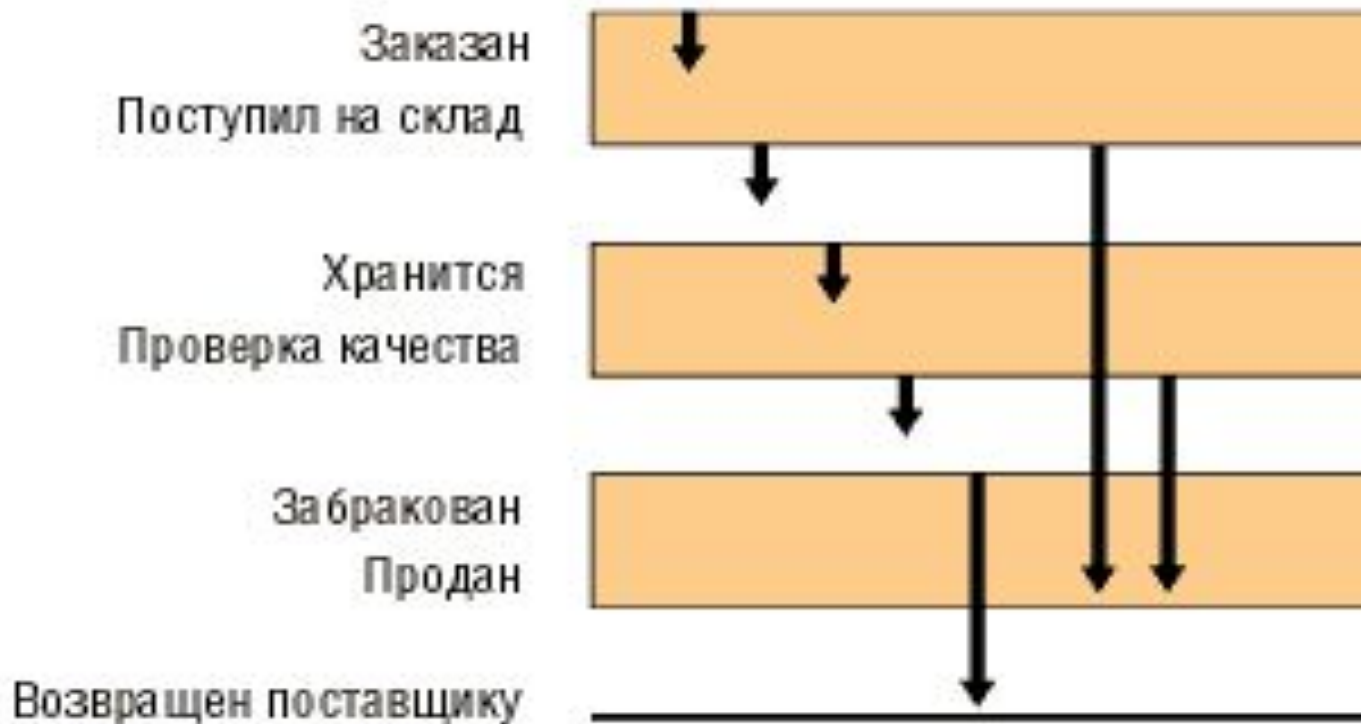 Заказан
Поступил на склад
Хранится
Проверка качества
Забракован
Продан
Возвращен поставщику